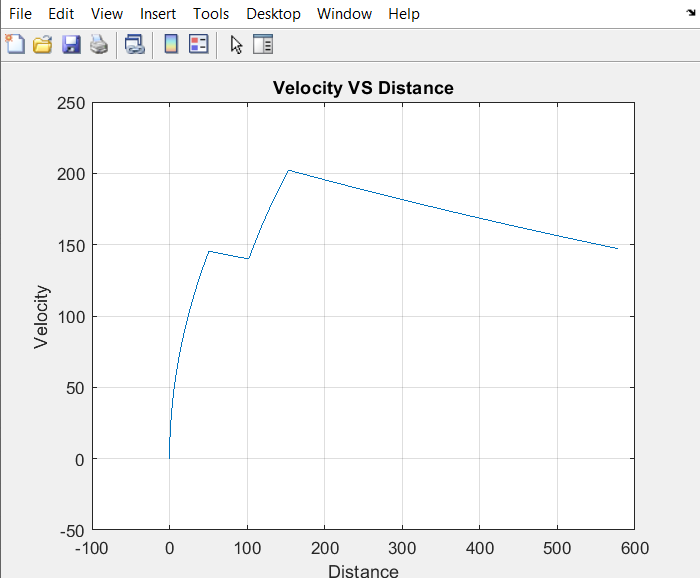 File Edit View Insert Tools Desktop Window Help
Velocity VS Distance
250
200
150
100
50
0
-50
Velocity
-100 0 100 200 300 400 500 600
Distance